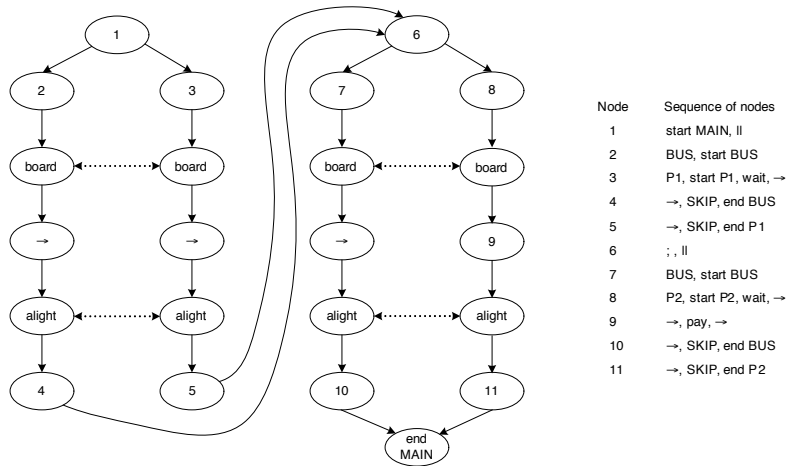 1
6
2
3
7
8
board
board
board
board
→
→
→
9
alight
alight
alight
alight
4
5
10
11
end
MAIN
Node Sequence of nodes
1 start MAIN, ||
2 BUS, start BUS
3 P1, start P1, wait, →
4 →, SKIP, end BUS
5 →, SKIP, end P1
6 ; , ||
7 BUS, start BUS
8 P2, start P2, wait, →
9 →, pay, →
10 →, SKIP, end BUS
11 →, SKIP, end P2